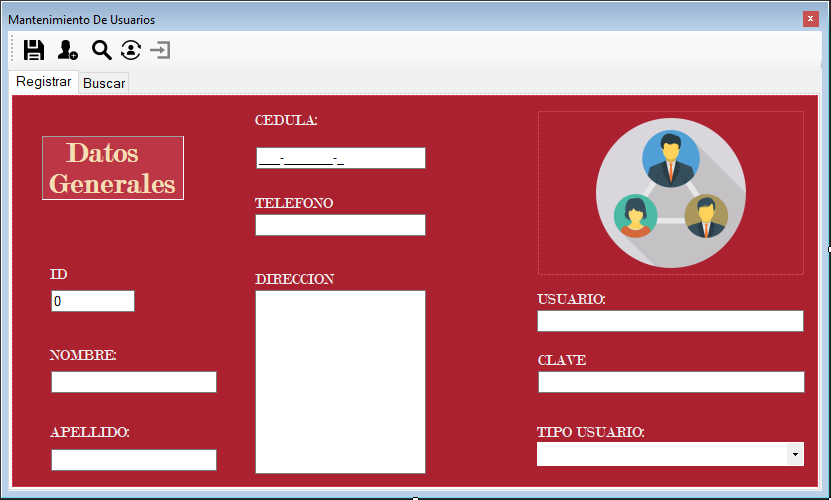 Mantenimiento De Usuarios
Registrar
Buscar
Datos
Generales
ID
0
NOMBRE:
APELLIDO:
CEDULA:
___-_______-_
TELEFONO
DIRECCION
USUARIO:
CLAVE
TIPO USUARIO: